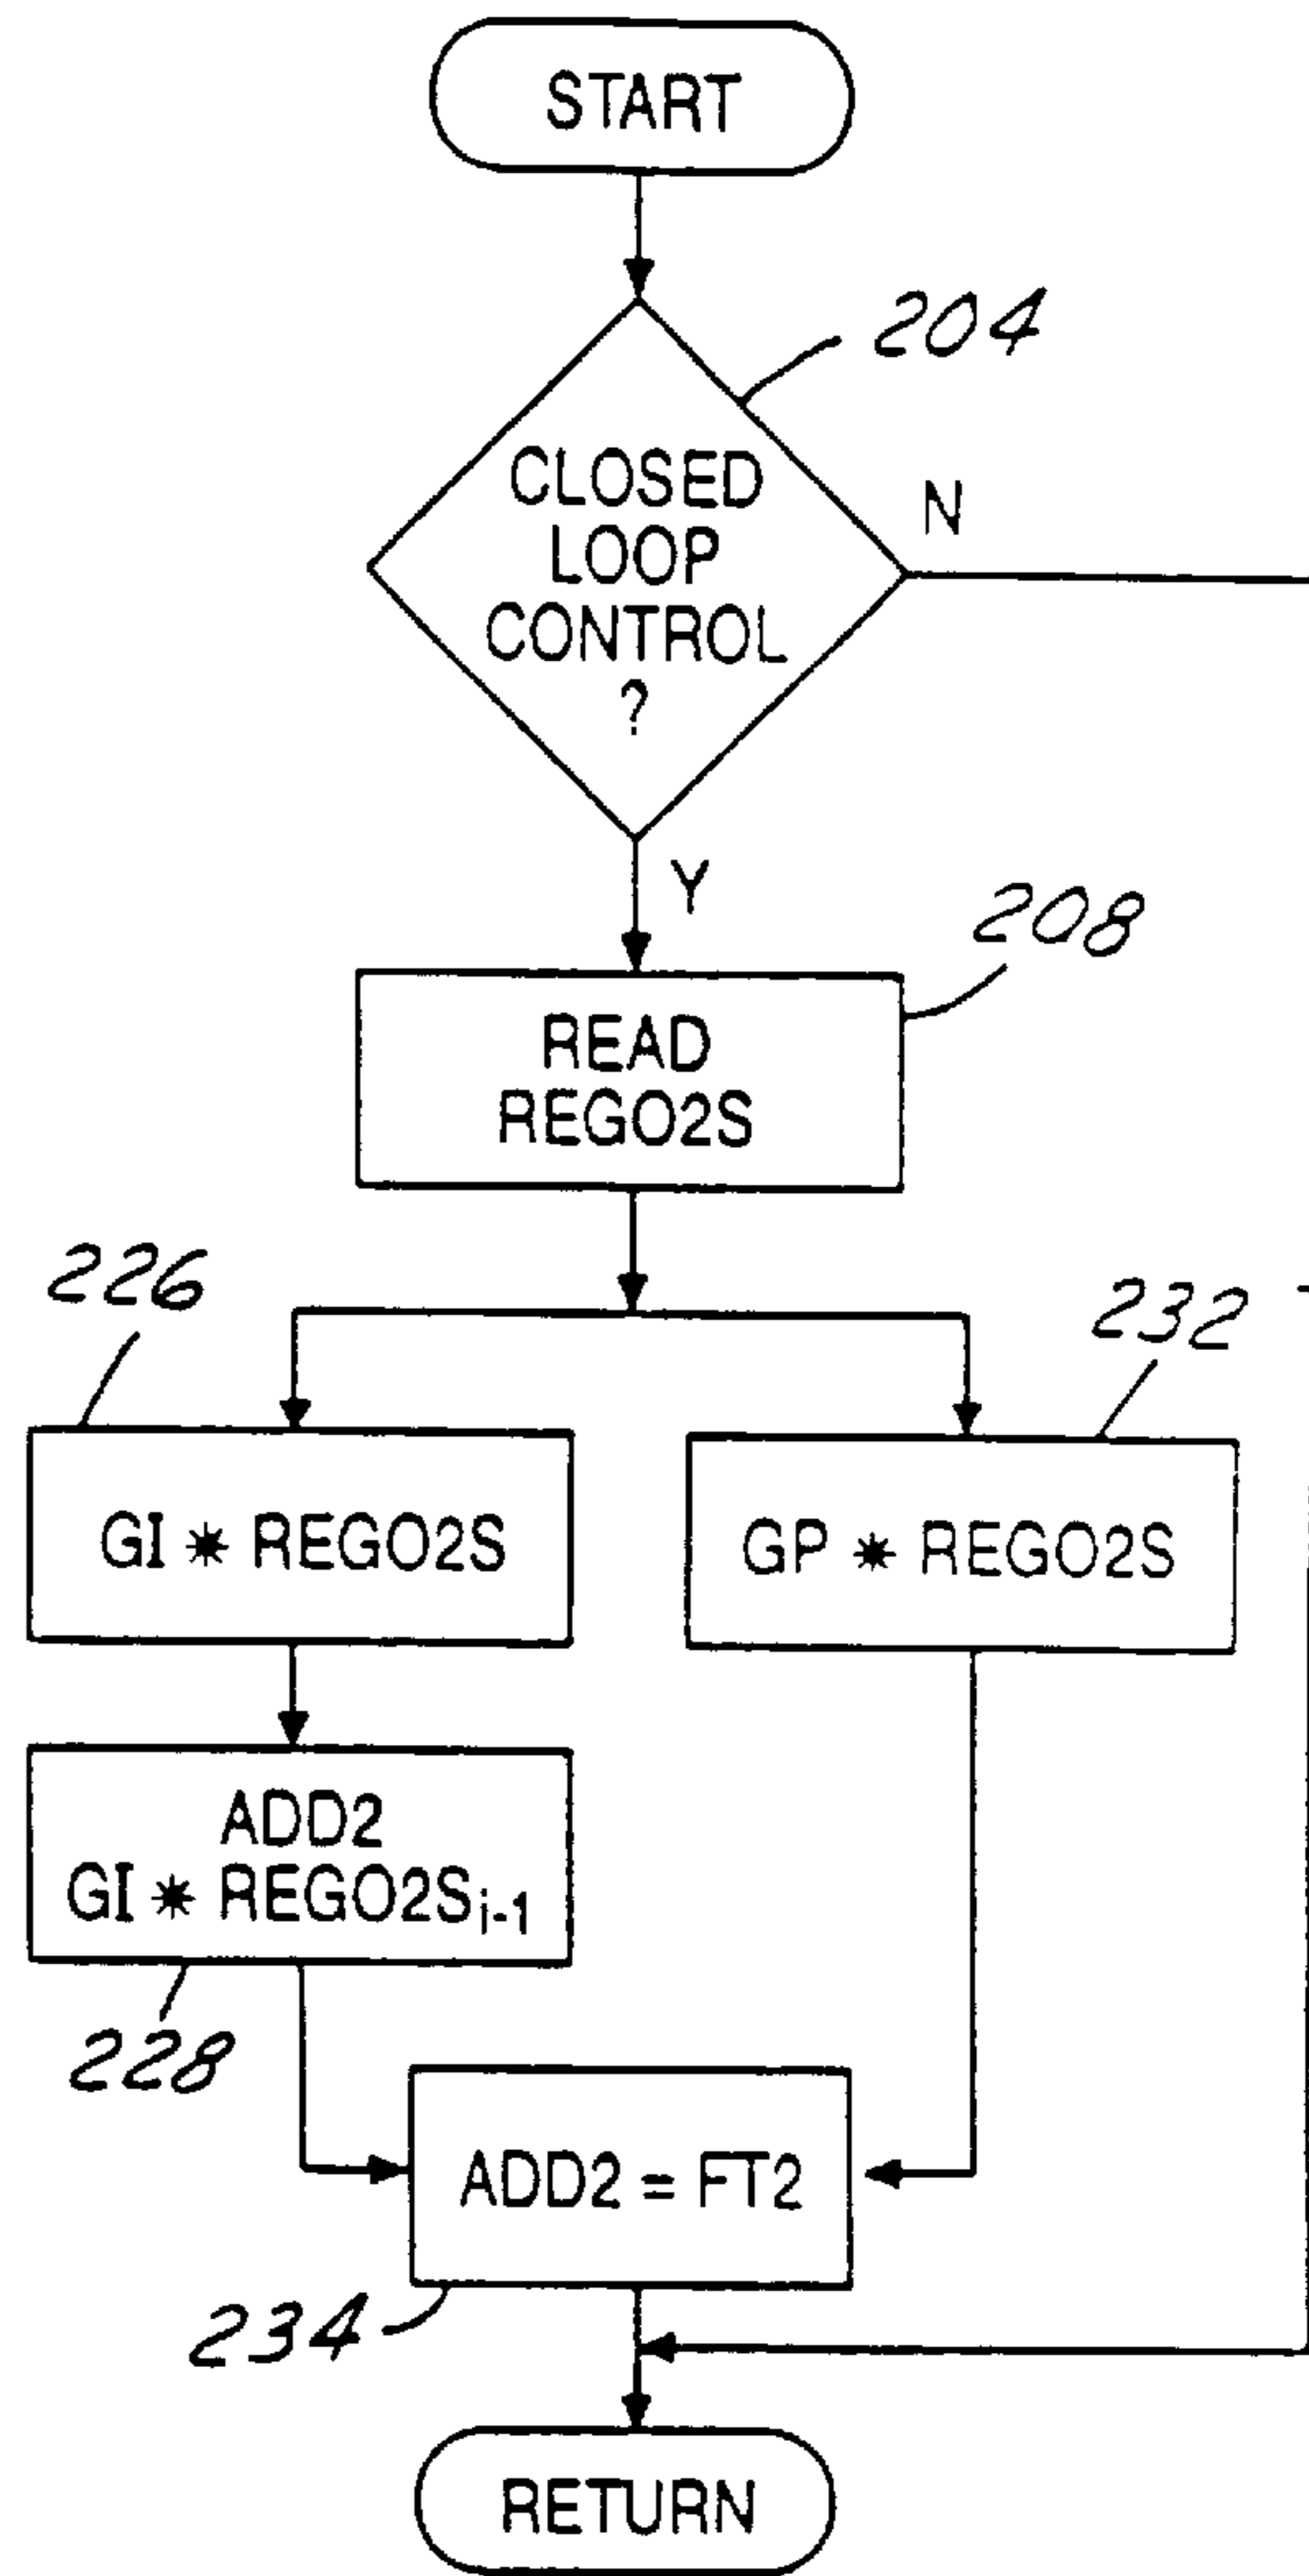 START
204
CLOSED
LOOP
CONTROL
?
N
Y
208
READ
REGO2S
226
232
GI ✷ REGO2S
GP ✷ REGO2S
ADD2
GI ✷ REGO2Si-1
228
ADD2 = FT2
234
RETURN